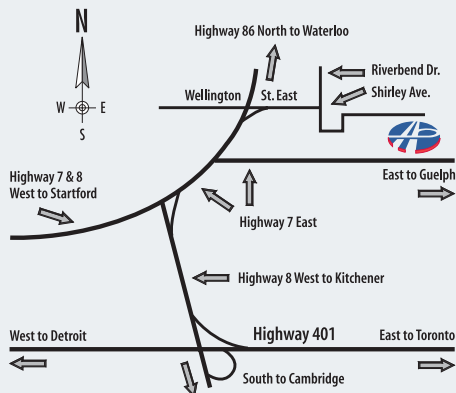 N
W E
S
Highway 86 North to Waterloo
Riverbend Dr.
Shirley Ave.
Wellington St. East
Highway 7 & 8
West to Startford
East to Guelph
Highway 7 East
Highway 8 West to Kitchener
West to Detroit
Highway 401
East to Toronto
South to Cambridge